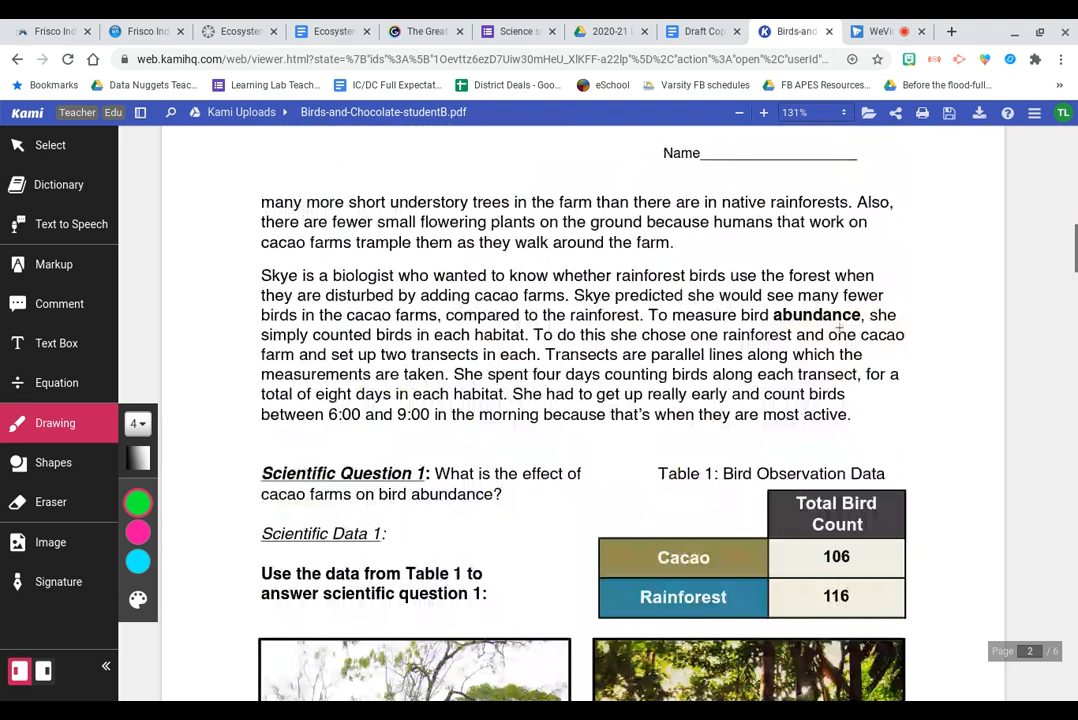 Frisco Ind
Frisco Ind
Ecosystem
Ecosyste
The Great
Science s
2020-21 L
Draft Cop
Birds-and
WeVi
web.kamihq.com/web/viewer.html?state=%7B"ids"%3A%5B"1Oevttz6ezD7Uiw30mHeU_XlKFF-a22lp"%5D%2C"action"%3A"open"%2C"userId"...
Bookmarks
Data Nuggets Teac...
Learning Lab Teach...
IC/DC Full Expectat...
District Deals - Goo...
eSchool
Varsity FB schedules
FB APES Resources...
Before the flood-full...
Kami
Teacher
Edu
Kami Uploads
Birds-and-Chocolate-studentB.pdf
131%
TL
Select
Dictionary
Text to Speech
Markup
Comment
Text Box
Equation
Drawing
Shapes
Eraser
Image
Signature
4
Name____________________
many more short understory trees in the farm than there are in native rainforests. Also,
there are fewer small flowering plants on the ground because humans that work on
cacao farms trample them as they walk around the farm.
Skye is a biologist who wanted to know whether rainforest birds use the forest when
they are disturbed by adding cacao farms. Skye predicted she would see many fewer
birds in the cacao farms, compared to the rainforest. To measure bird abundance, she
simply counted birds in each habitat. To do this she chose one rainforest and one cacao
farm and set up two transects in each. Transects are parallel lines along which the
measurements are taken. She spent four days counting birds along each transect, for a
total of eight days in each habitat. She had to get up really early and count birds
between 6:00 and 9:00 in the morning because that's when they are most active.
Scientific Question 1: What is the effect of
cacao farms on bird abundance?
Scientific Data 1:
Use the data from Table 1 to
answer scientific question 1:
Table 1: Bird Observation Data
Total Bird
Count
Cacao 106
Rainforest 116
Page 2 / 6